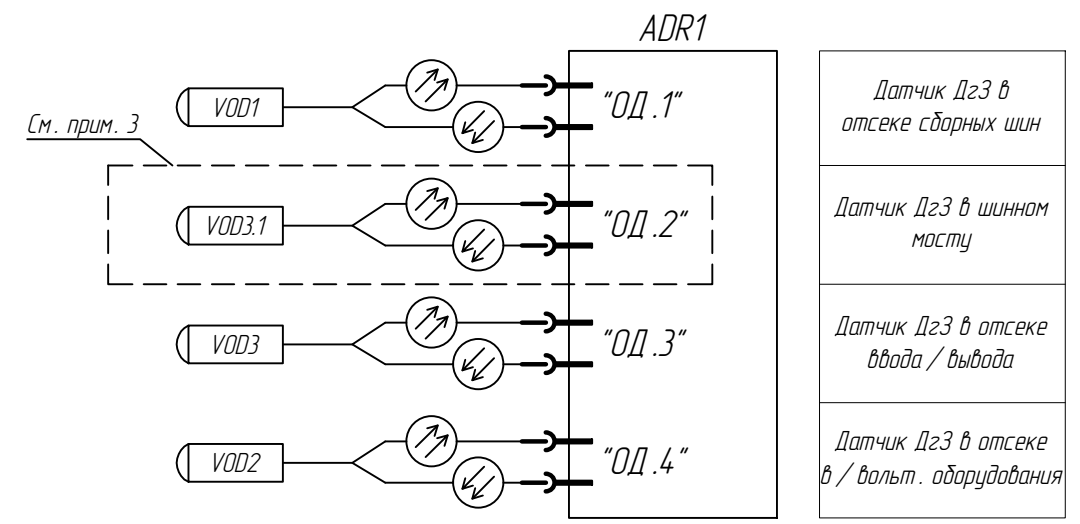 ADR1
См. прим. 3
VOD1
"ОД.1"
Датчик ДгЗ в
отсеке сборных шин
VOD3.1
"ОД.2"
Датчик ДгЗ в шинном
мосту
VOD3
"ОД.3"
Датчик ДгЗ в отсеке
ввода / вывода
VOD2
"ОД.4"
Датчик ДгЗ в отсеке
в / вольт. оборудования